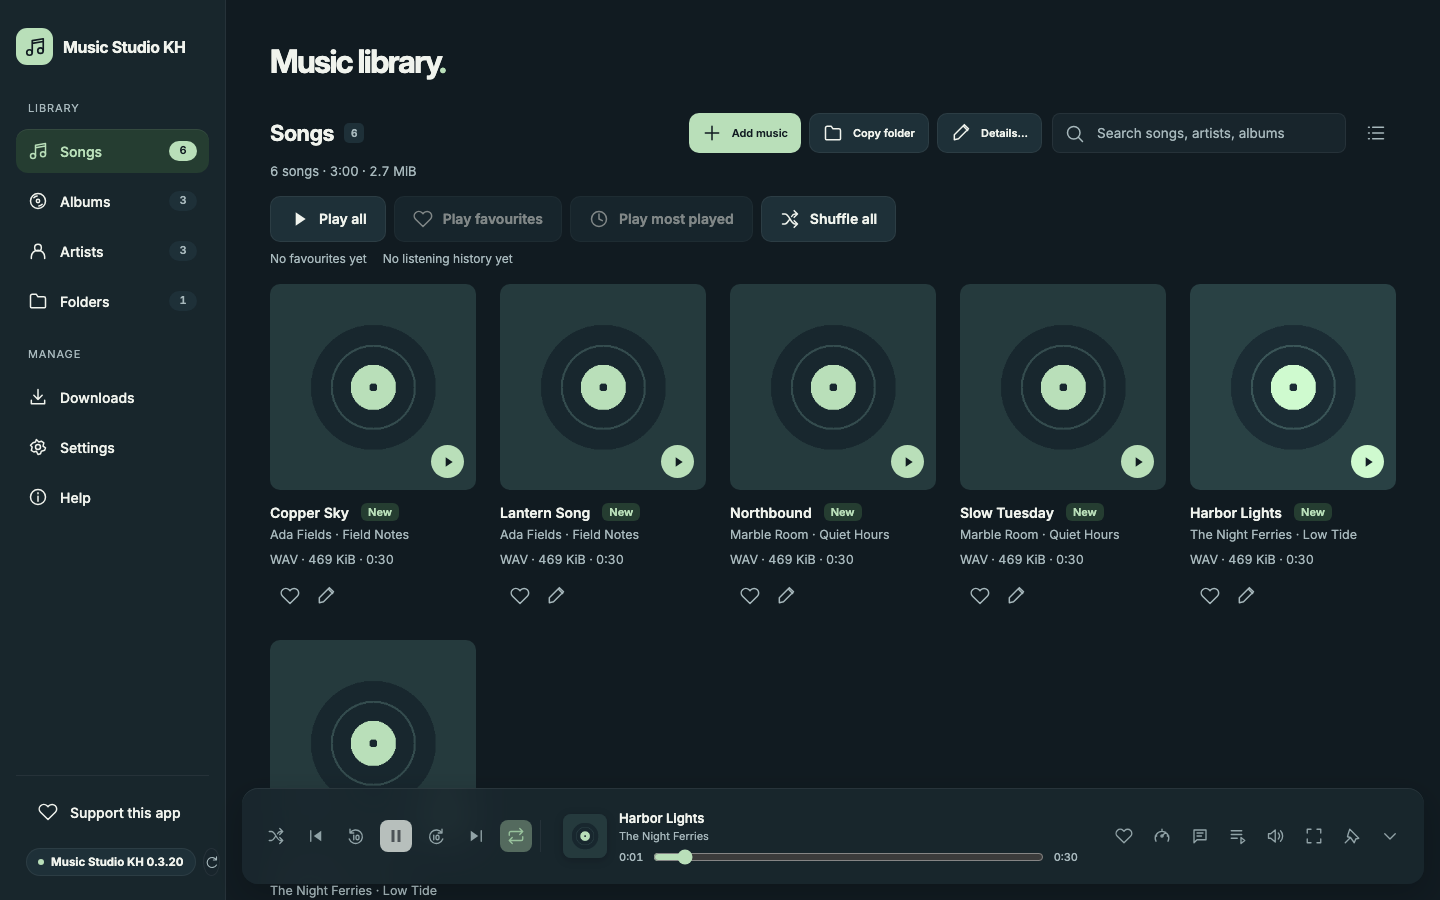 Music Studio KH
LIBRARY
Songs 6
Albums 3
Artists 3
Folders 1
MANAGE
Downloads
Settings
Help
Support this app
Music Studio KH 0.3.20
Music library.
Songs 6
Add music
Copy folder
Details...
Search songs, artists, albums
6 songs · 3:00 · 2.7 MiB
Play all
Play favourites
Play most played
Shuffle all
No favourites yet
No listening history yet
Copper Sky New
Ada Fields · Field Notes
WAV · 469 KiB · 0:30
Lantern Song New
Ada Fields · Field Notes
WAV · 469 KiB · 0:30
Northbound New
Marble Room · Quiet Hours
WAV · 469 KiB · 0:30
Slow Tuesday New
Marble Room · Quiet Hours
WAV · 469 KiB · 0:30
Harbor Lights New
The Night Ferries · Low Tide
WAV · 469 KiB · 0:30
10
10
Harbor Lights
The Night Ferries
0:01
0:30
The Night Ferries · Low Tide